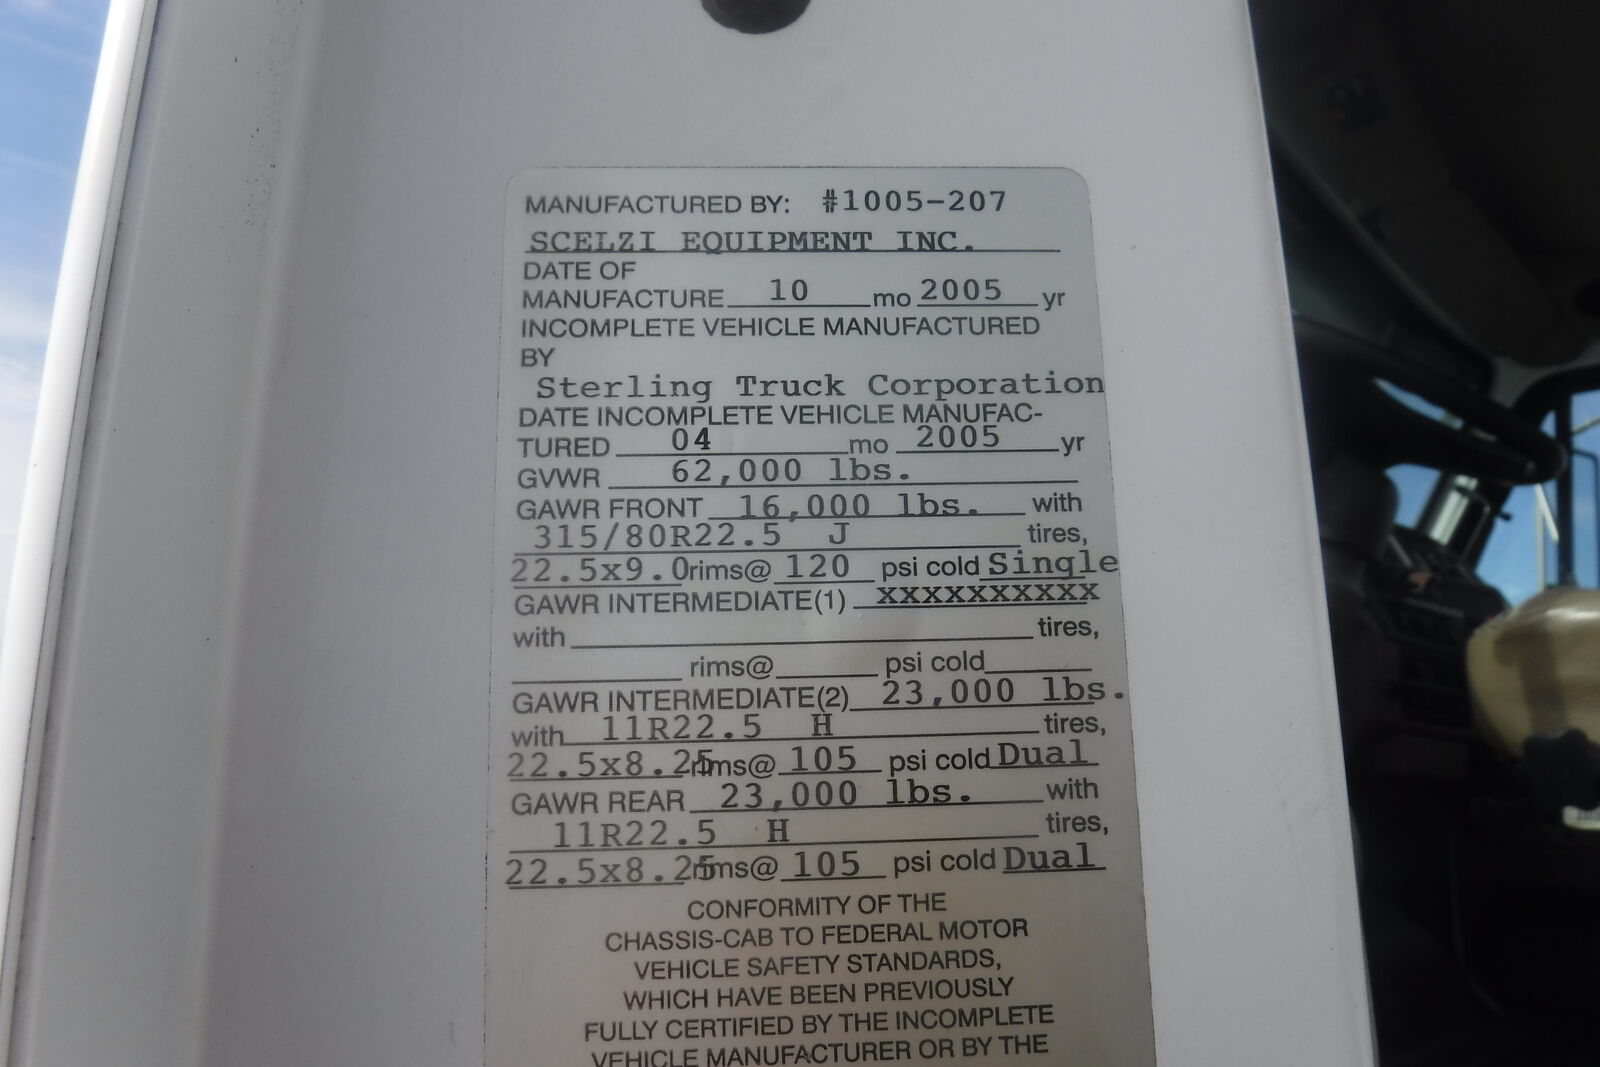 MANUFACTURED BY: #1005-207
SCELZI EQUIPMENT INC.
DATE OF
MANUFACTURE 10 mo 2005 yr
INCOMPLETE VEHICLE MANUFACTURED
BY
Sterling Truck Corporation
DATE INCOMPLETE VEHICLE MANUFAC-
TURED 04 mo 2005 yr
GVWR 62,000 lbs.
GAWR FRONT 16,000 lbs. with
315/80R22.5 J tires,
22.5x9.0 rims@ 120 psi cold Single
GAWR INTERMEDIATE(1) XXXXXXXXXX
with tires,
rims@ psi cold
GAWR INTERMEDIATE(2) 23,000 lbs.
with 11R22.5 H tires,
22.5x8.25 rims@ 105 psi cold Dual
GAWR REAR 23,000 lbs. with
11R22.5 H tires,
22.5x8.25 rims@ 105 psi cold Dual
CONFORMITY OF THE
CHASSIS-CAB TO FEDERAL MOTOR
VEHICLE SAFETY STANDARDS,
WHICH HAVE BEEN PREVIOUSLY
FULLY CERTIFIED BY THE INCOMPLETE
VEHICLE MANUFACTURER OR BY THE